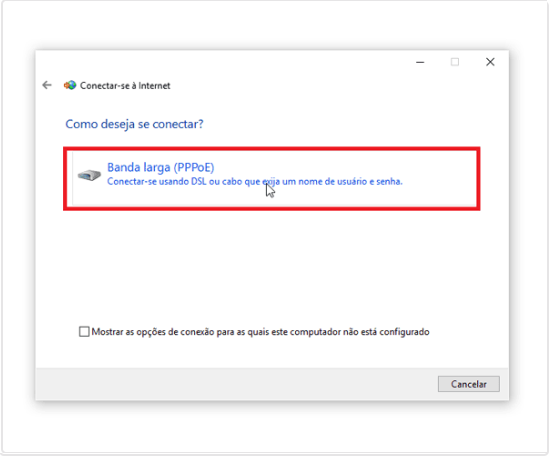 Conectar-se à Internet
Como deseja se conectar?
Banda larga (PPPoE)
Conectar-se usando DSL ou cabo que exija um nome de usuário e senha.
Mostrar as opções de conexão para as quais este computador não está configurado
Cancelar